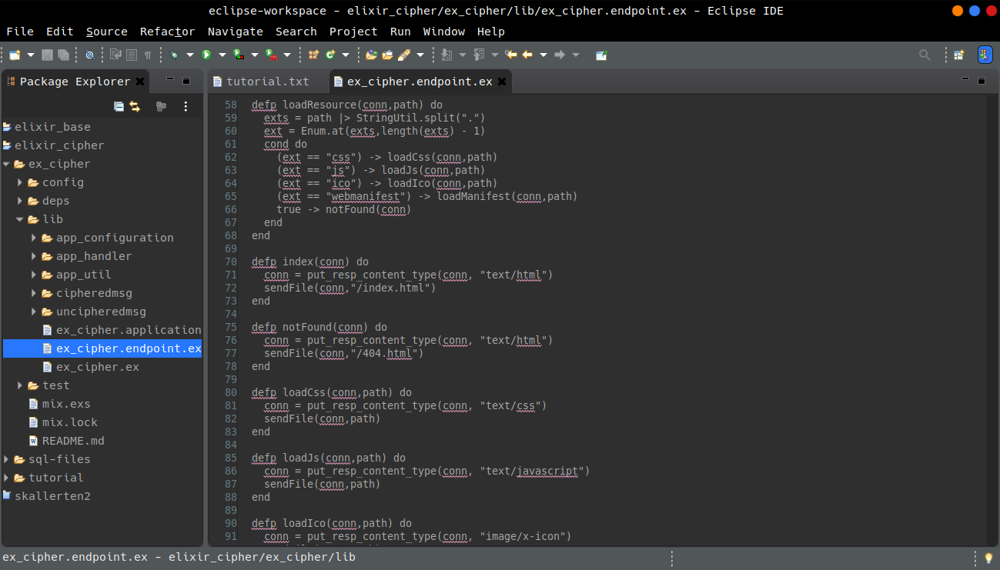 eclipse-workspace - elixir_cipher/ex_cipher/lib/ex_cipher.endpoint.ex - Eclipse IDE
File Edit Source Refactor Navigate Search Project Run Window Help
Package Explorer
elixir_base
elixir_cipher
ex_cipher
config
deps
lib
app_configuration
app_handler
app_util
cipheredmsg
uncipheredmsg
ex_cipher.application
ex_cipher.endpoint.ex
ex_cipher.ex
test
mix.exs
mix.lock
README.md
sql-files
tutorial
skallerten2
tutorial.txt
ex_cipher.endpoint.ex
58 defp loadResource(conn,path) do
59   exts = path |> StringUtil.split(".")
60   ext = Enum.at(exts,length(exts) - 1)
61   cond do
62     (ext == "css") -> loadCss(conn,path)
63     (ext == "js") -> loadJs(conn,path)
64     (ext == "ico") -> loadIco(conn,path)
65     (ext == "webmanifest") -> loadManifest(conn,path)
66     true -> notFound(conn)
67   end
68 end
69
70 defp index(conn) do
71   conn = put_resp_content_type(conn, "text/html")
72   sendFile(conn,"/index.html")
73 end
74
75 defp notFound(conn) do
76   conn = put_resp_content_type(conn, "text/html")
77   sendFile(conn,"/404.html")
78 end
79
80 defp loadCss(conn,path) do
81   conn = put_resp_content_type(conn, "text/css")
82   sendFile(conn,path)
83 end
84
85 defp loadJs(conn,path) do
86   conn = put_resp_content_type(conn, "text/javascript")
87   sendFile(conn,path)
88 end
89
90 defp loadIco(conn,path) do
91   conn = put_resp_content_type(conn, "image/x-icon")
ex_cipher.endpoint.ex - elixir_cipher/ex_cipher/lib